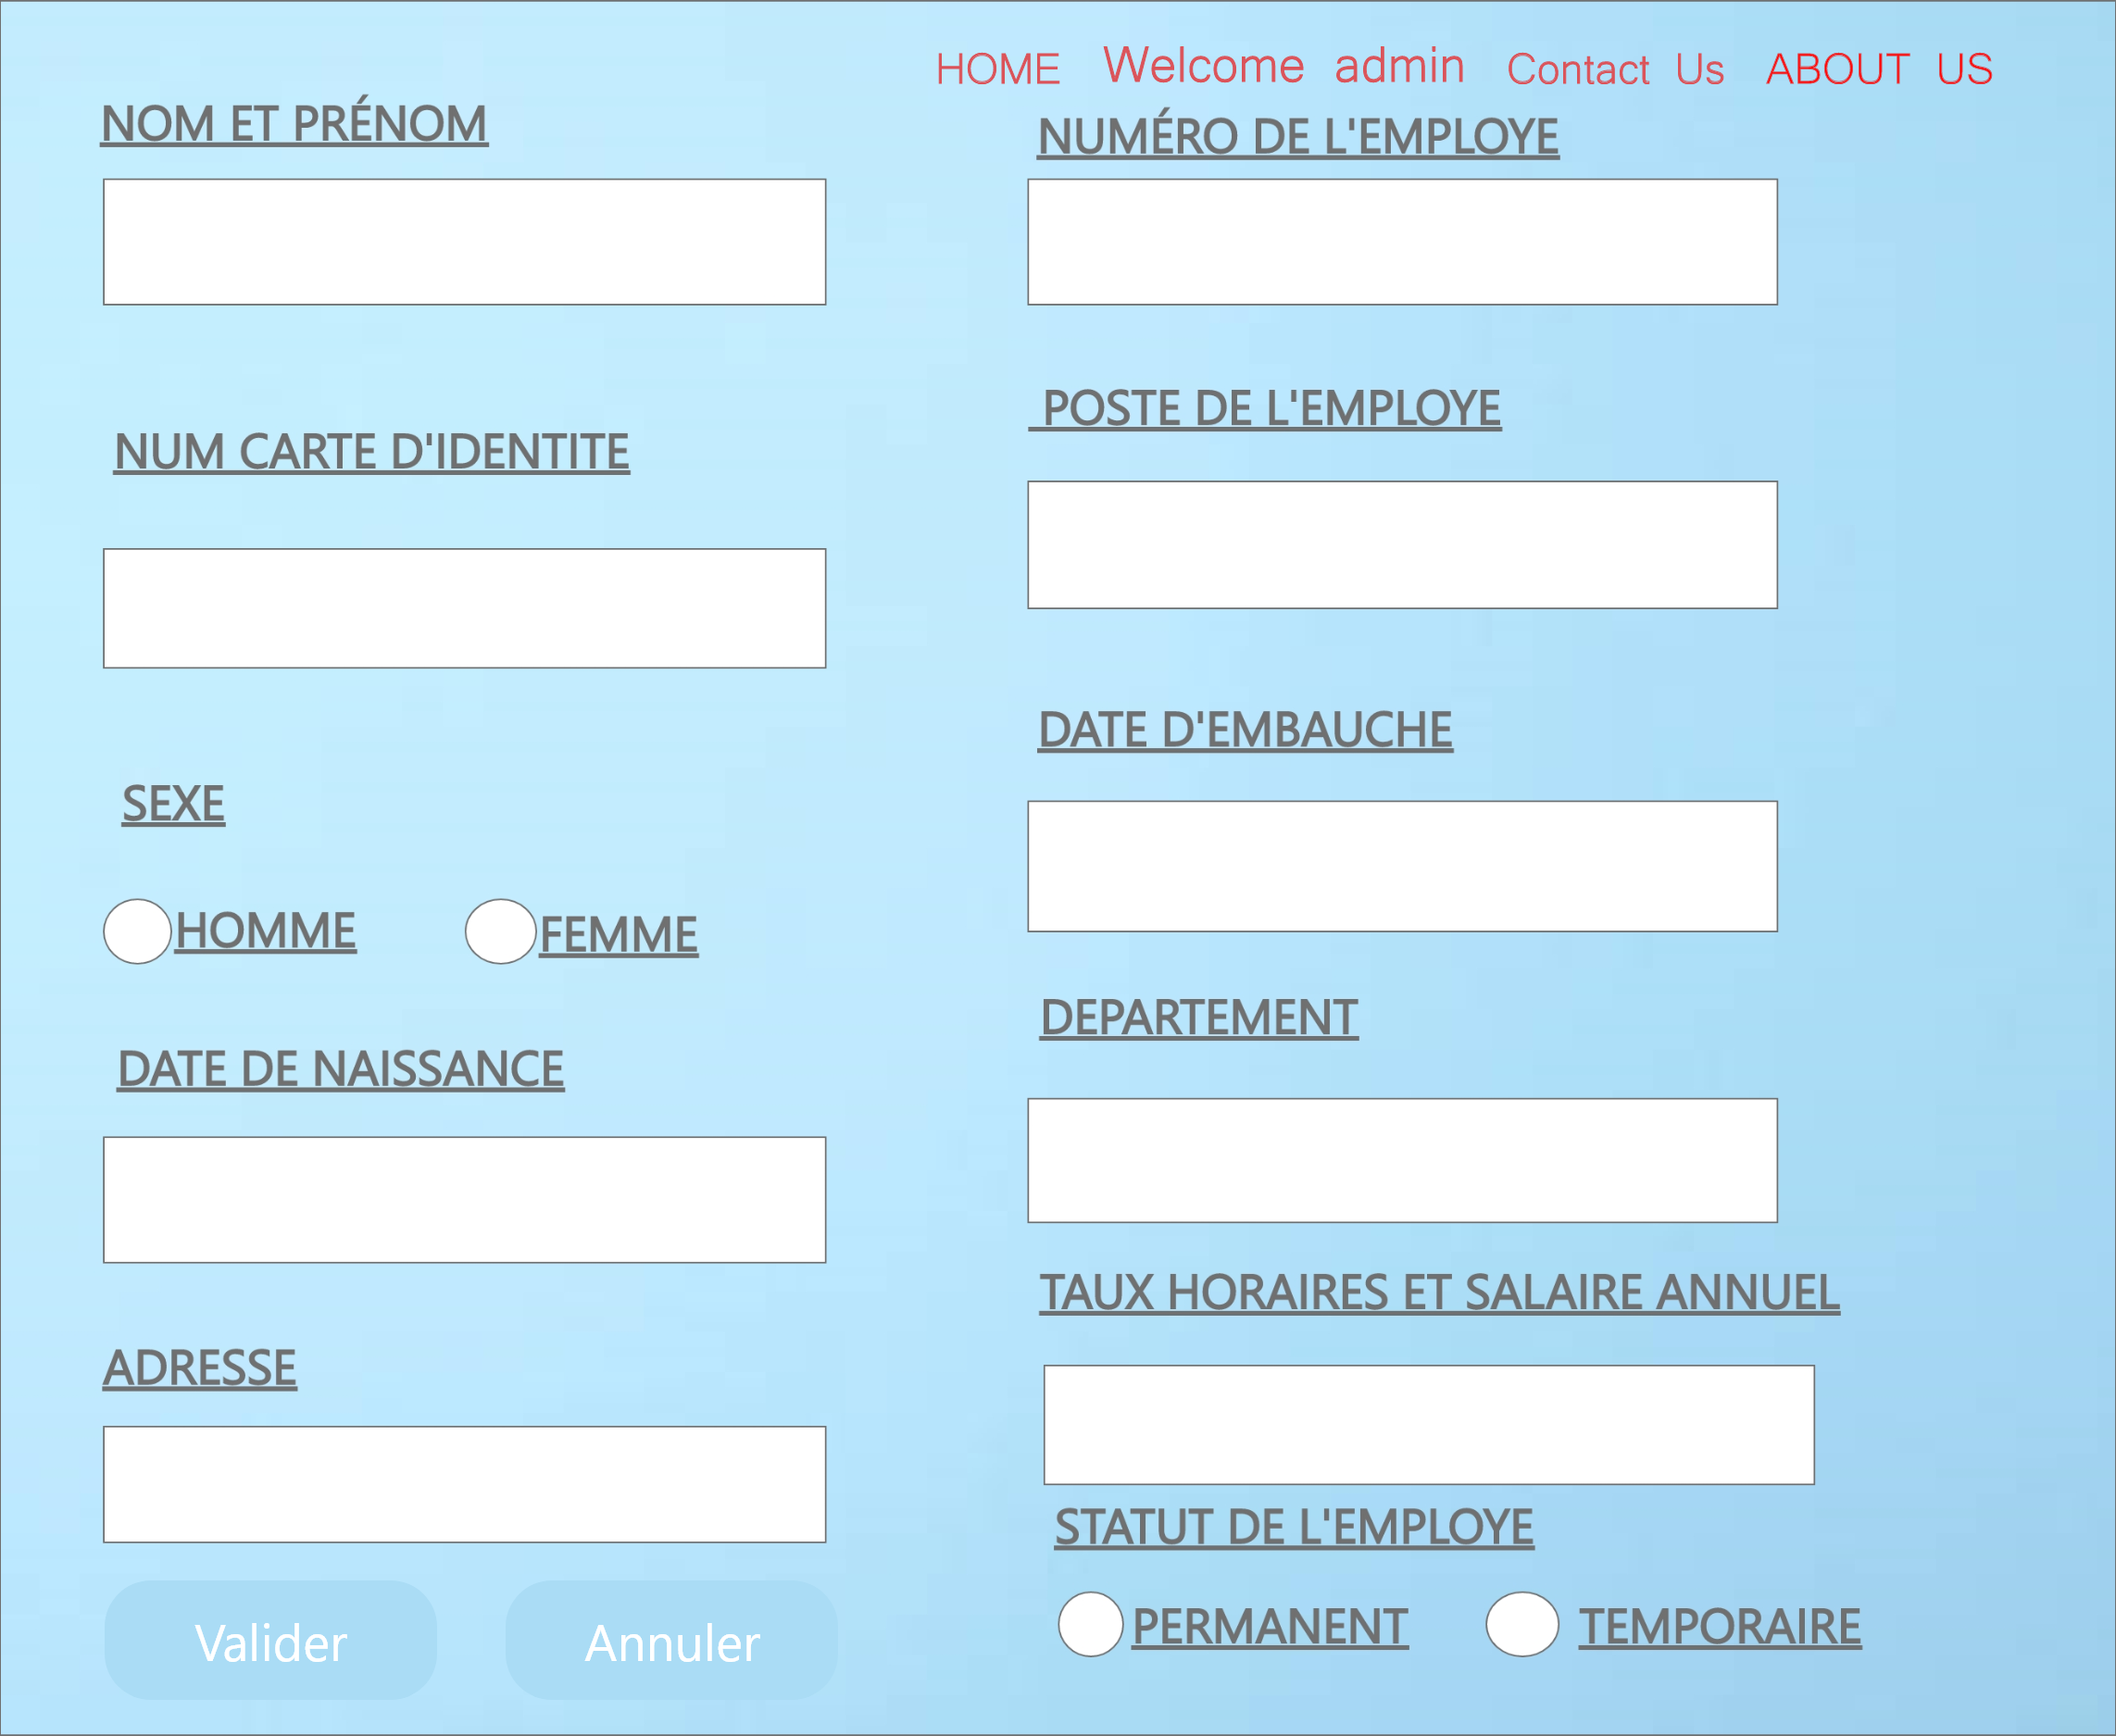 HOME Welcome admin Contact Us ABOUT US
NOM ET PRÉNOM
NUM CARTE D'IDENTITE
SEXE
HOMME FEMME
DATE DE NAISSANCE
ADRESSE
Valider Annuler
NUMÉRO DE L'EMPLOYE
POSTE DE L'EMPLOYE
DATE D'EMBAUCHE
DEPARTEMENT
TAUX HORAIRES ET SALAIRE ANNUEL
STATUT DE L'EMPLOYE
PERMANENT TEMPORAIRE